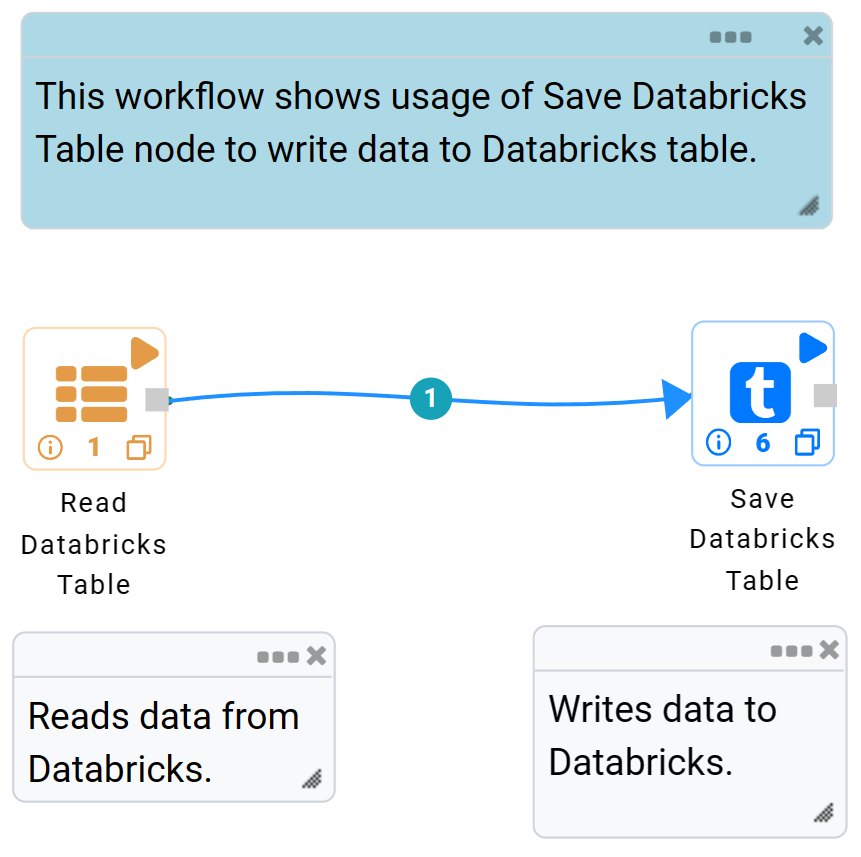 This workflow shows usage of Save Databricks
Table node to write data to Databricks table.
1
1
Read
Databricks
Table
t
6
Save
Databricks
Table
Reads data from
Databricks.
Writes data to
Databricks.